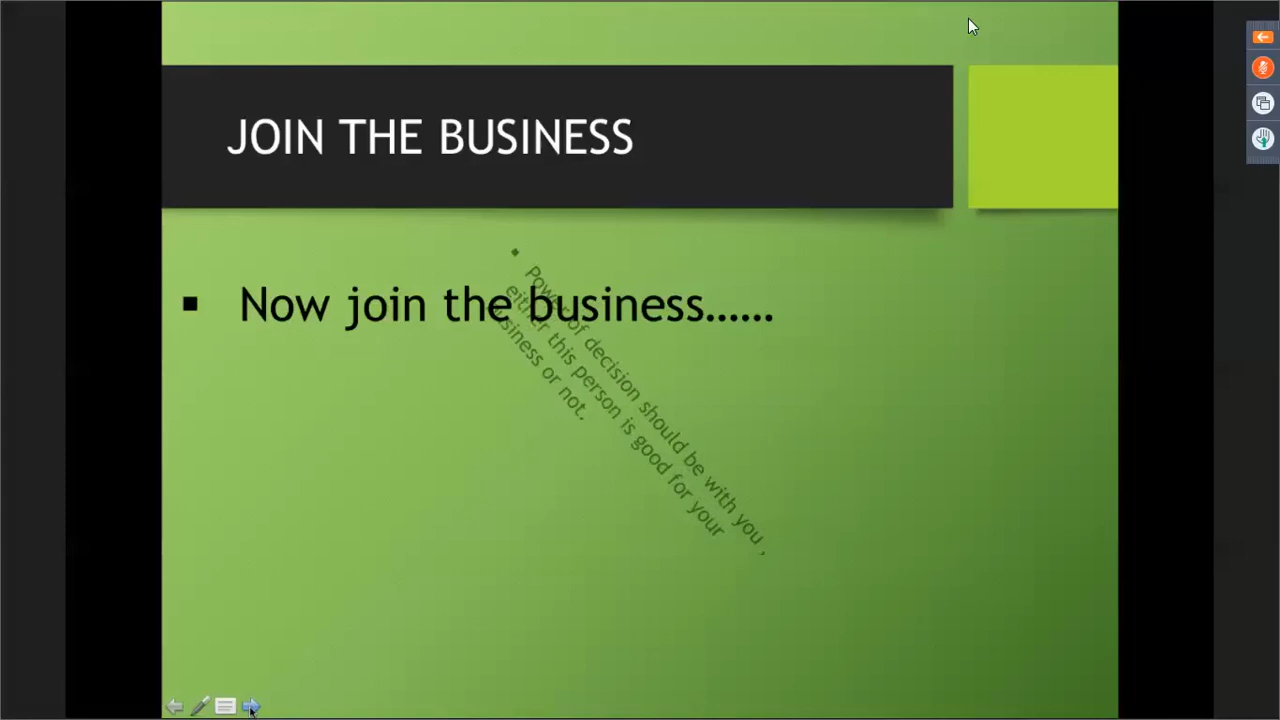 JOIN THE BUSINESS
▪ Now join the business......
▪ Power of decision should be with you ,
either this person is good for your
business or not.